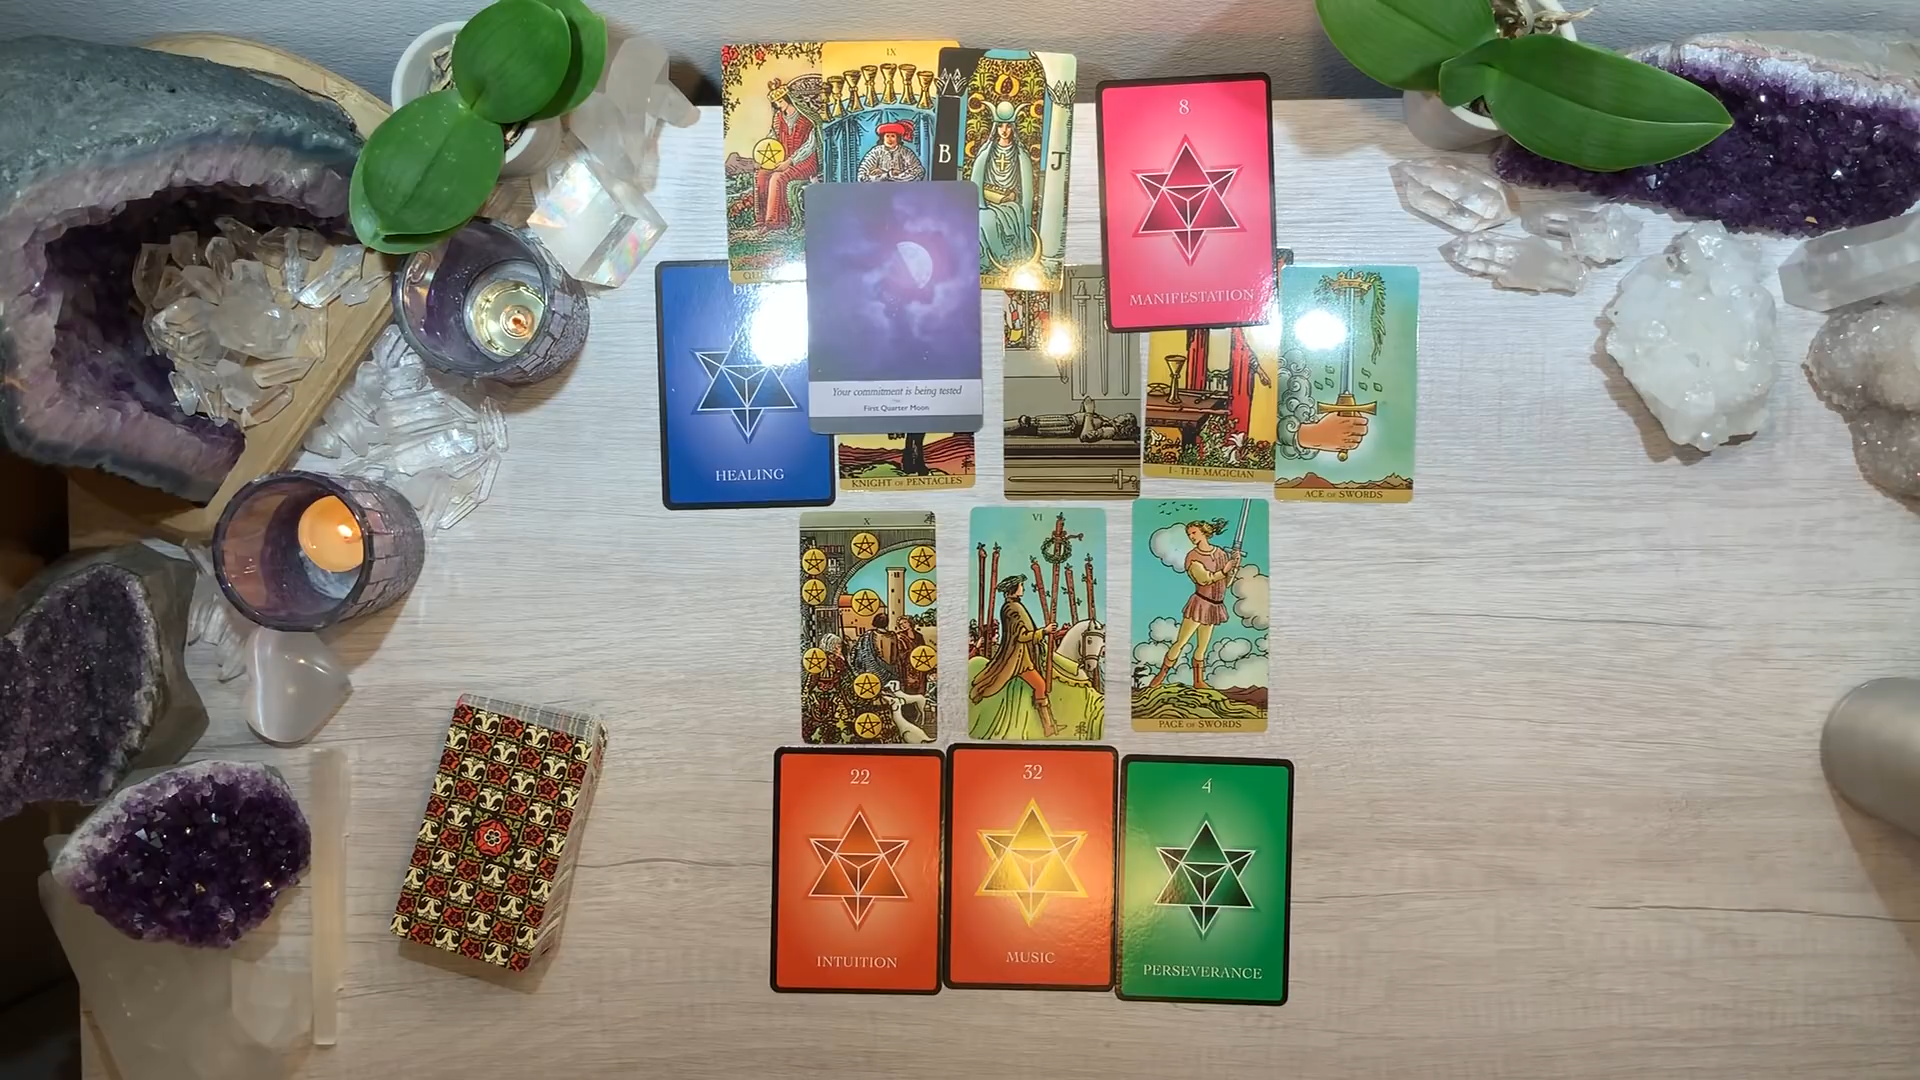 IX
B
J
8
MANIFESTATION
HEALING
Your commitment is being tested
First Quarter Moon
IV
KNIGHT OF PENTACLES
I - THE MAGICIAN
ACE OF SWORDS
X
VI
PAGE OF SWORDS
22
INTUITION
32
MUSIC
4
PERSEVERANCE